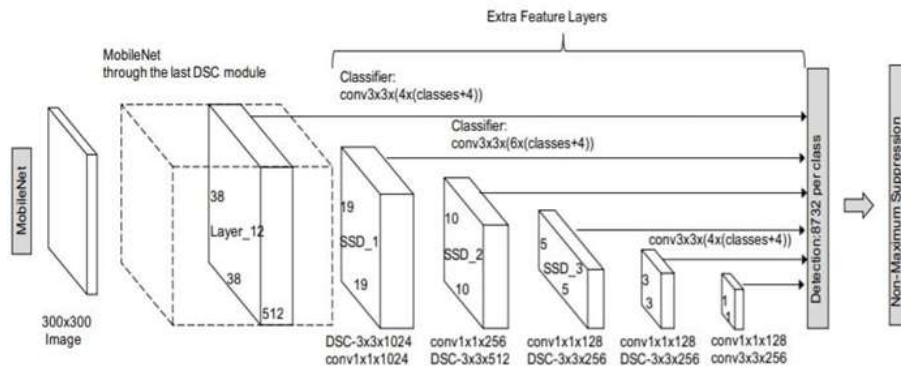 Extra Feature Layers
MobileNet
through the last DSC module
Classifier:
conv3x3x(4x(classes+4))
Classifier:
conv3x3x(6x(classes+4))
MobileNet
38
Layer_12
38
512
19
SSD_1
19
10
SSD_2
10
5
SSD_3
5
conv3x3x(4x(classes+4))
3
3
1
1
Detection:8732 per class
Non-Maximum Suppression
300x300
Image
DSC-3x3x1024
conv1x1x1024
conv1x1x256
DSC-3x3x512
conv1x1x128
DSC-3x3x256
conv1x1x128
DSC-3x3x256
conv1x1x128
conv3x3x256